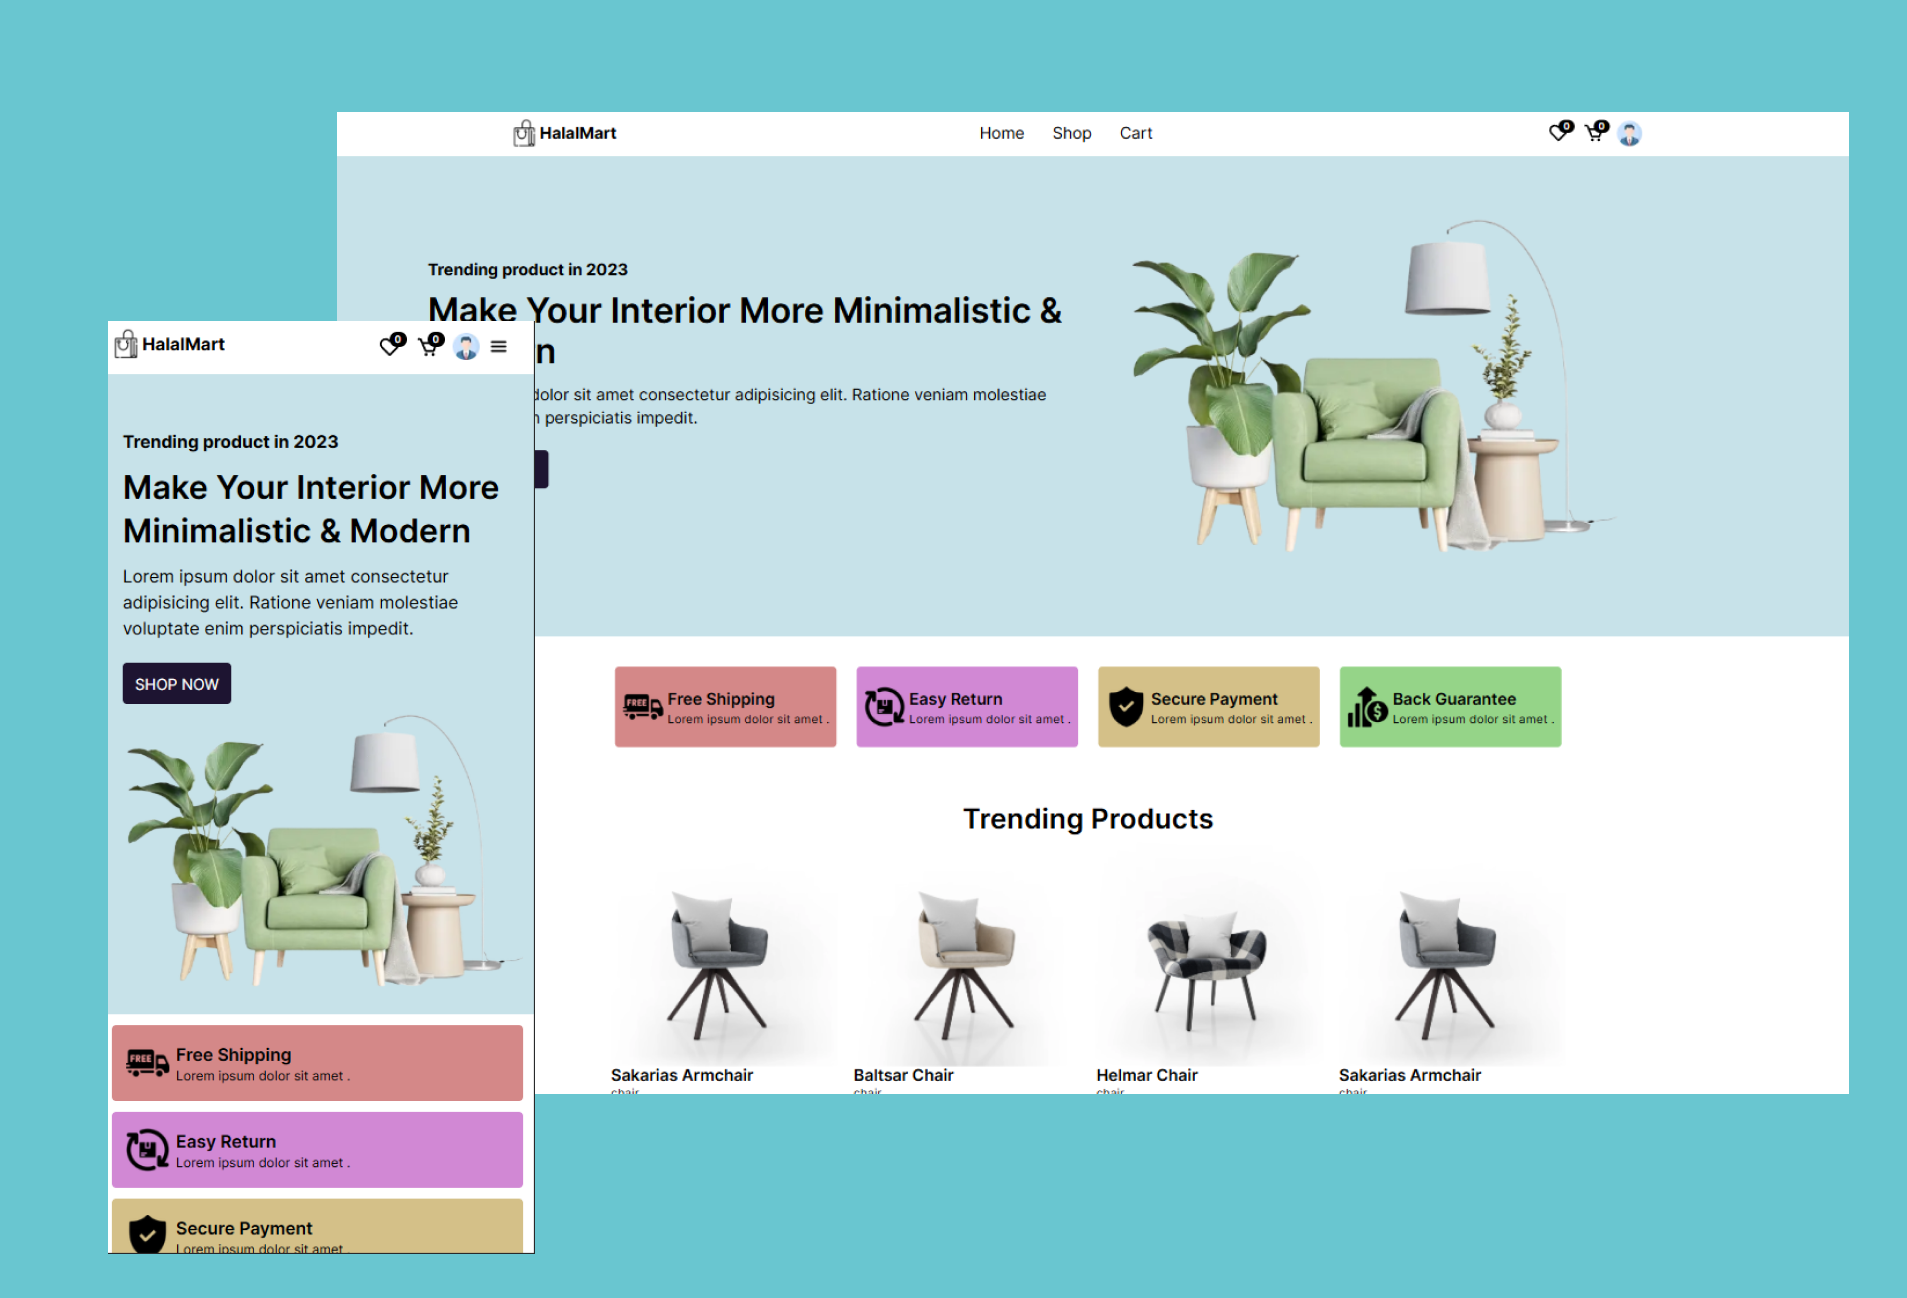 HalalMart
Home Shop Cart
0 0
Trending product in 2023
Make Your Interior More Minimalistic &
dolor sit amet consectetur adipisicing elit. Ratione veniam molestiae
perspiciatis impedit.
Free Shipping
Lorem ipsum dolor sit amet .
Easy Return
Lorem ipsum dolor sit amet .
Secure Payment
Lorem ipsum dolor sit amet .
Back Guarantee
Lorem ipsum dolor sit amet .
Trending Products
Sakarias Armchair
chair
Baltsar Chair
chair
Helmar Chair
chair
Sakarias Armchair
chair
HalalMart
0 0
Trending product in 2023
Make Your Interior More
Minimalistic & Modern
Lorem ipsum dolor sit amet consectetur
adipisicing elit. Ratione veniam molestiae
voluptate enim perspiciatis impedit.
SHOP NOW
FREE
Free Shipping
Lorem ipsum dolor sit amet .
Easy Return
Lorem ipsum dolor sit amet .
Secure Payment
Lorem ipsum dolor sit amet .